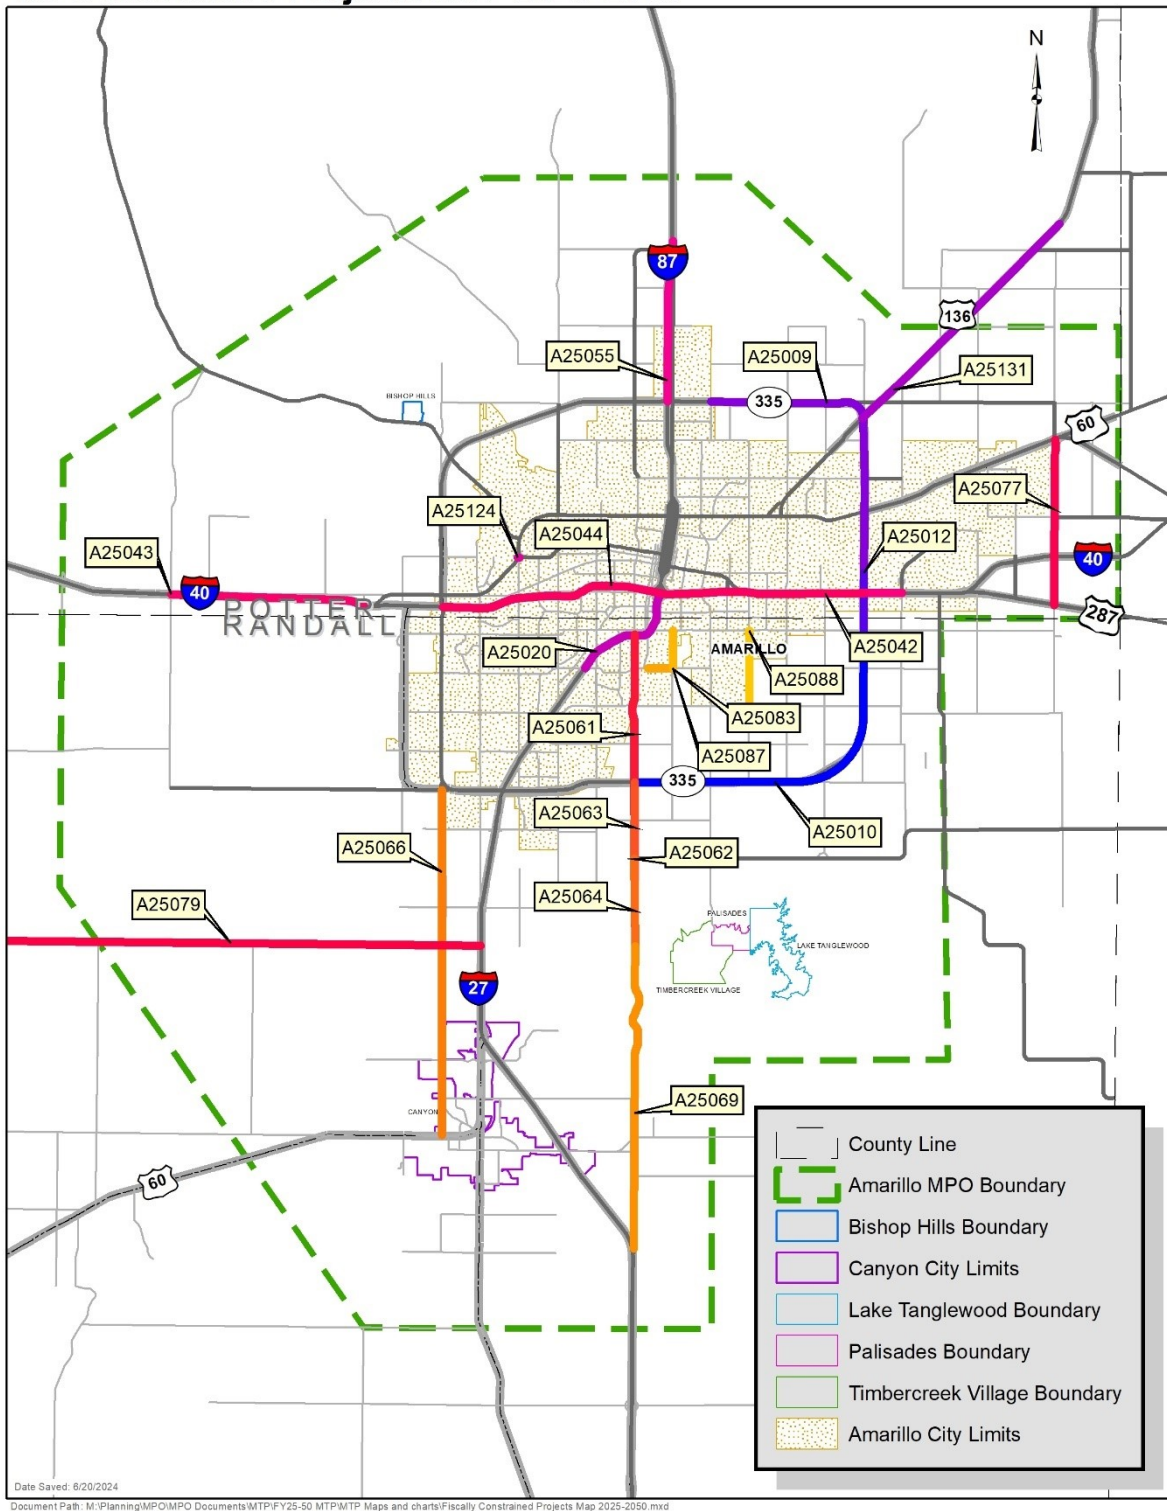 N
87
136
A25055
A25009
A25131
335
BISHOP HILLS
60
A25077
A25124
A25044
A25012
A25043
40
40
POTTER
RANDALL
287
A25020
AMARILLO
A25042
A25088
A25083
A25061
A25087
335
A25063
A25010
A25066
A25062
A25064
A25079
PALISADES
LAKE TANGLEWOOD
27
TIMBERCREEK VILLAGE
A25069
CANYON
60
County Line
Amarillo MPO Boundary
Bishop Hills Boundary
Canyon City Limits
Lake Tanglewood Boundary
Palisades Boundary
Timbercreek Village Boundary
Amarillo City Limits
Date Saved: 6/20/2024
Document Path: M:\Planning\MPO\MPO Documents\MTP\FY25-50 MTP\MTP Maps and charts\Fiscally Constrained Projects Map 2025-2050.mxd